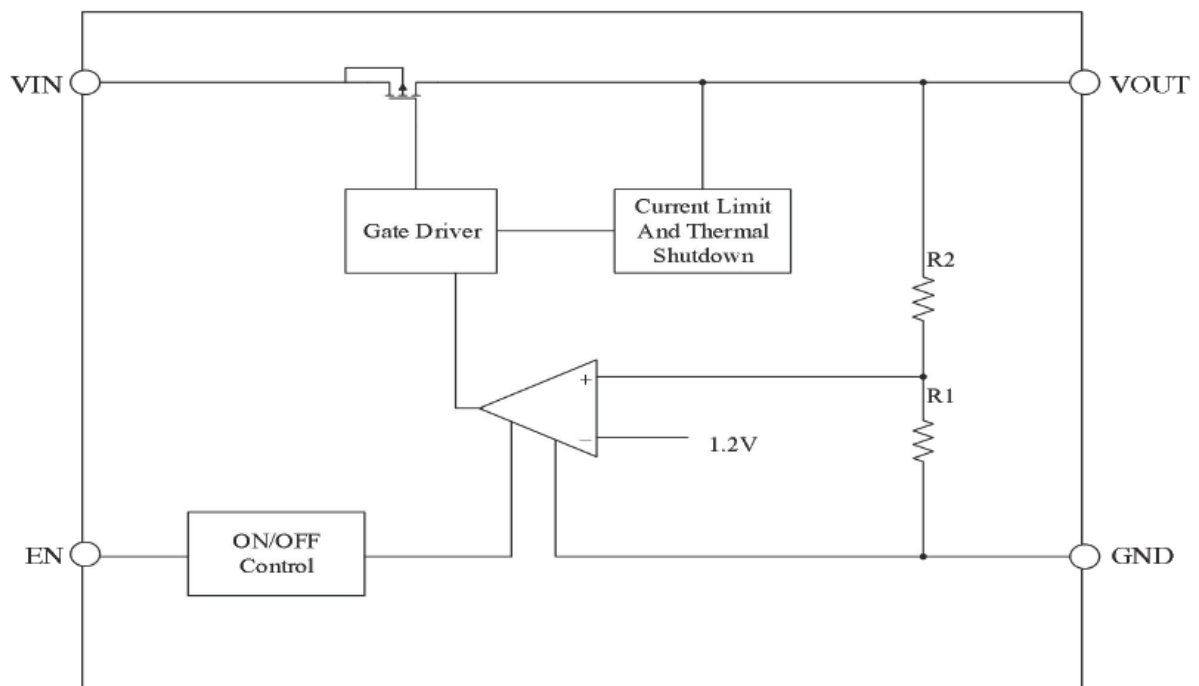 VIN
VOUT
Gate Driver
Current Limit
And Thermal
Shutdown
R2
+
R1
−
1.2V
EN
ON/OFF
Control
GND